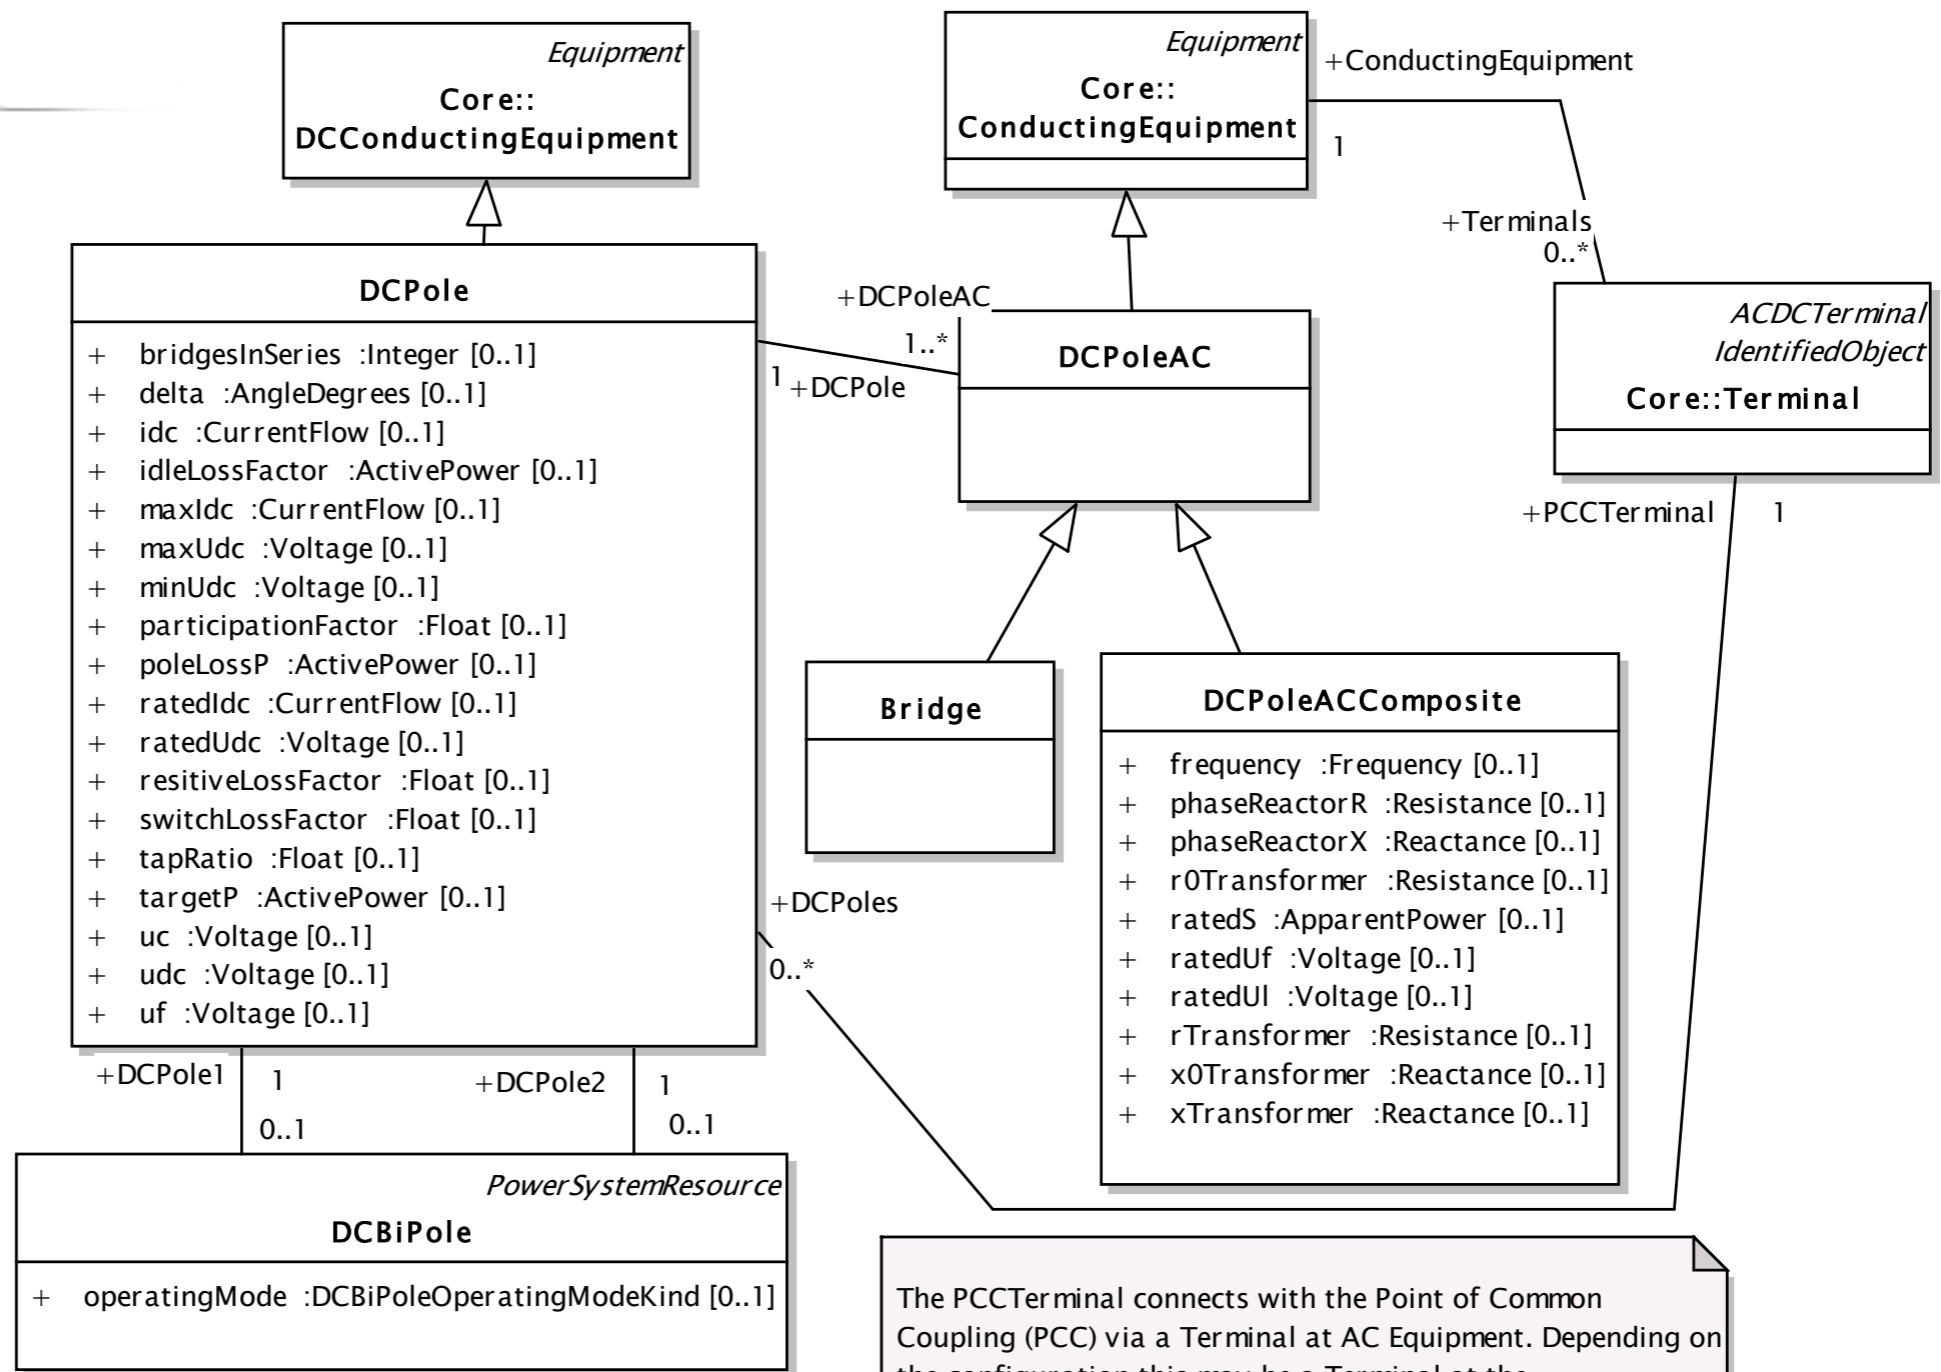 Equipment
Core::
DCConductingEquipment
Equipment
Core::
ConductingEquipment
+ConductingEquipment
1
+Terminals
0..*
ACDCTerminal
IdentifiedObject
Core::Terminal
+PCCTerminal 1
DCPole
+ bridgesInSeries :Integer [0..1]
+ delta :AngleDegrees [0..1]
+ idc :CurrentFlow [0..1]
+ idleLossFactor :ActivePower [0..1]
+ maxIdc :CurrentFlow [0..1]
+ maxUdc :Voltage [0..1]
+ minUdc :Voltage [0..1]
+ participationFactor :Float [0..1]
+ poleLossP :ActivePower [0..1]
+ ratedIdc :CurrentFlow [0..1]
+ ratedUdc :Voltage [0..1]
+ resitiveLossFactor :Float [0..1]
+ switchLossFactor :Float [0..1]
+ tapRatio :Float [0..1]
+ targetP :ActivePower [0..1]
+ uc :Voltage [0..1]
+ udc :Voltage [0..1]
+ uf :Voltage [0..1]
+DCPoleAC
1..*
1 +DCPole
DCPoleAC
Bridge
DCPoleACComposite
+ frequency :Frequency [0..1]
+ phaseReactorR :Resistance [0..1]
+ phaseReactorX :Reactance [0..1]
+ r0Transformer :Resistance [0..1]
+ ratedS :ApparentPower [0..1]
+ ratedUf :Voltage [0..1]
+ ratedUl :Voltage [0..1]
+ rTransformer :Resistance [0..1]
+ x0Transformer :Reactance [0..1]
+ xTransformer :Reactance [0..1]
+DCPoles
0..*
+DCPole1 1
0..1
+DCPole2 1
0..1
PowerSystemResource
DCBiPole
+ operatingMode :DCBiPoleOperatingModeKind [0..1]
The PCCTerminal connects with the Point of Common
Coupling (PCC) via a Terminal at AC Equipment. Depending on
the configuration this may be a Terminal at the